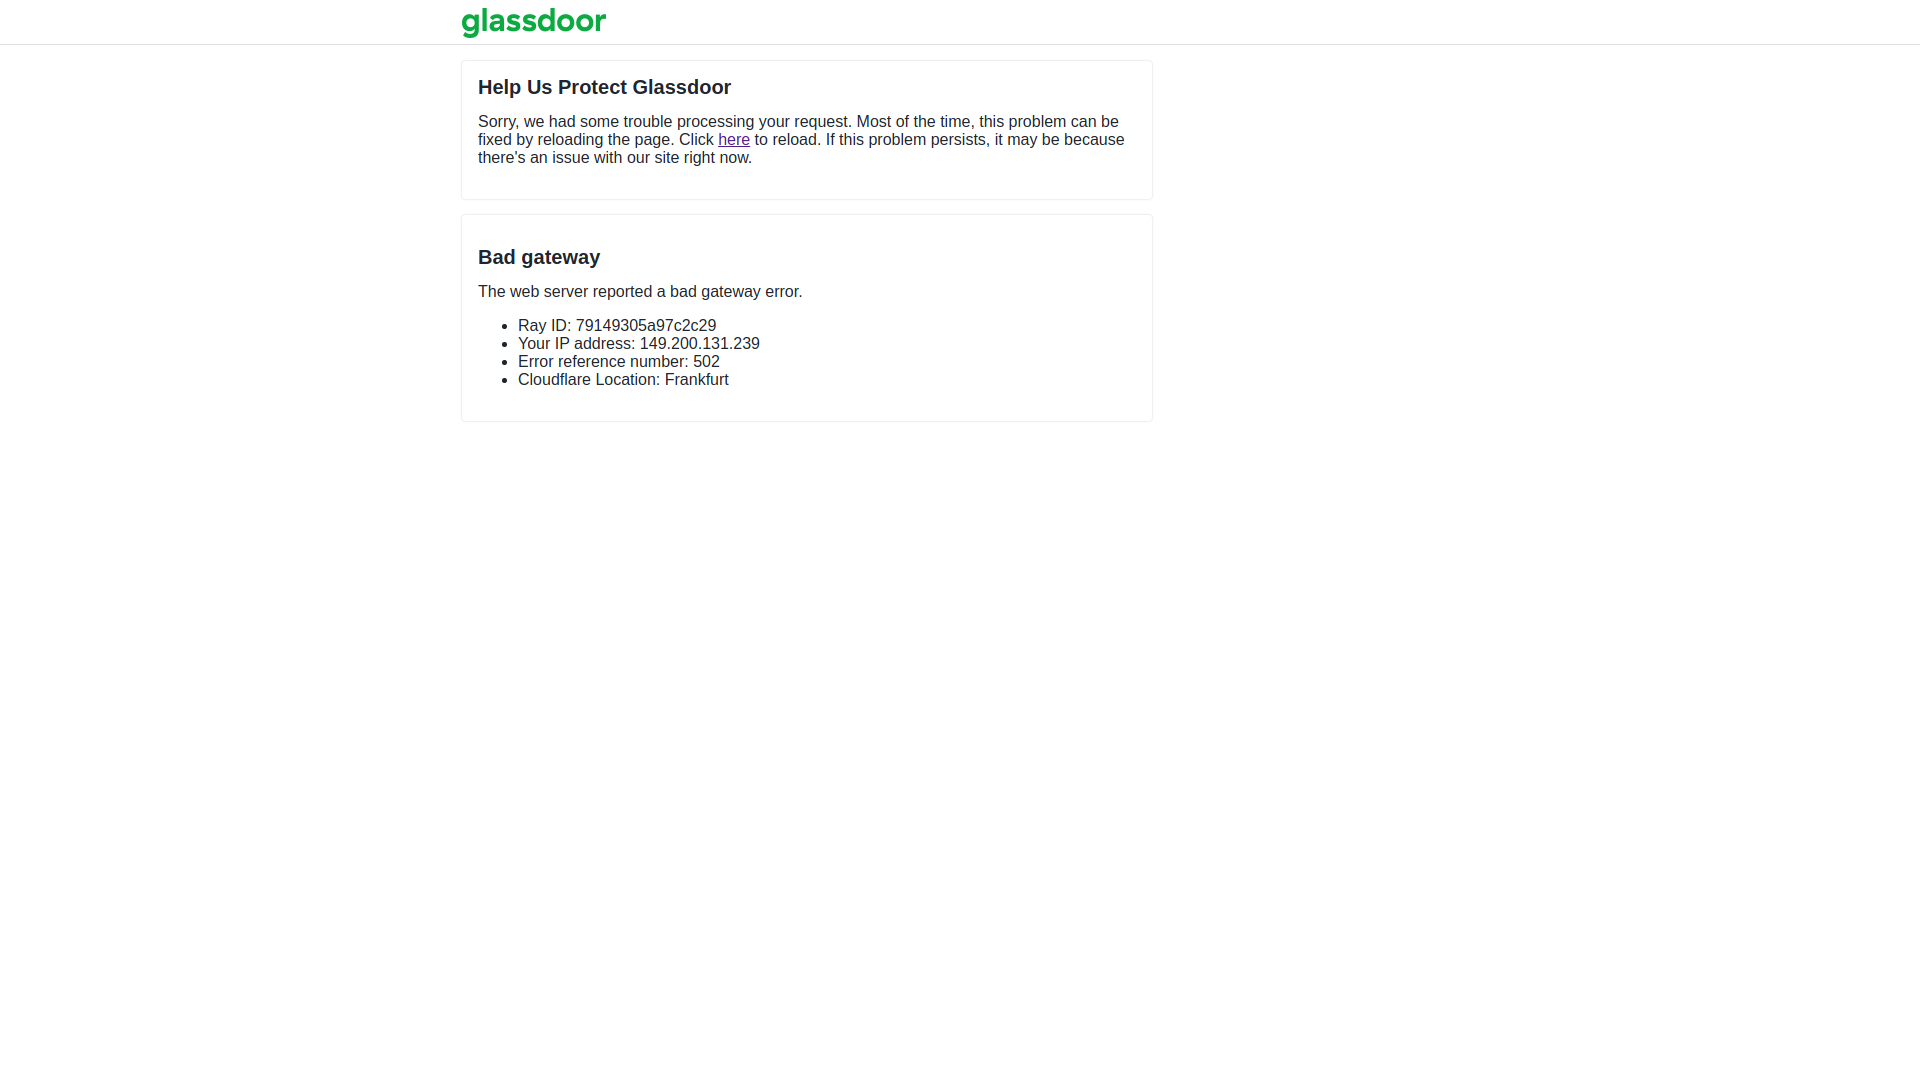 glassdoor
Help Us Protect Glassdoor
Sorry, we had some trouble processing your request. Most of the time, this problem can be
fixed by reloading the page. Click here to reload. If this problem persists, it may be because
there's an issue with our site right now.
Bad gateway
The web server reported a bad gateway error.
• Ray ID: 79149305a97c2c29
• Your IP address: 149.200.131.239
• Error reference number: 502
• Cloudflare Location: Frankfurt